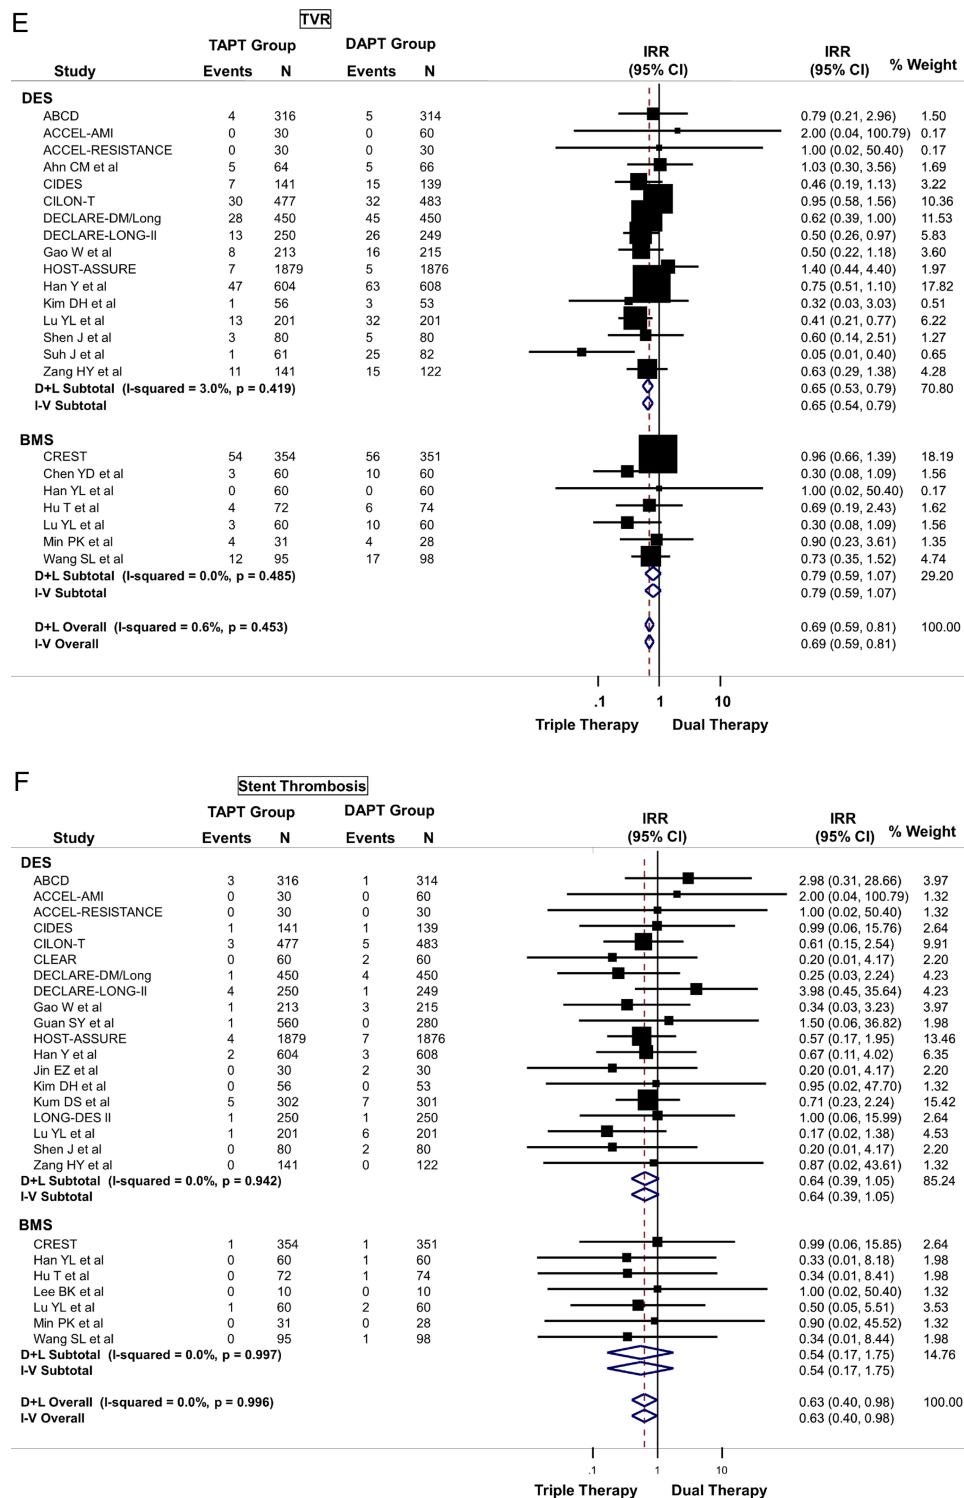 E
TVR
TAPT Group DAPT Group
IRR IRR
Study Events N Events N (95% CI) (95% CI) % Weight
DES
ABCD 4 316 5 314 0.79 (0.21, 2.96) 1.50
ACCEL-AMI 0 30 0 60 2.00 (0.04, 100.79) 0.17
ACCEL-RESISTANCE 0 30 0 30 1.00 (0.02, 50.40) 0.17
Ahn CM et al 5 64 5 66 1.03 (0.30, 3.56) 1.69
CIDES 7 141 15 139 0.46 (0.19, 1.13) 3.22
CILON-T 30 477 32 483 0.95 (0.58, 1.56) 10.36
DECLARE-DM/Long 28 450 45 450 0.62 (0.39, 1.00) 11.53
DECLARE-LONG-II 13 250 26 249 0.50 (0.26, 0.97) 5.83
Gao W et al 8 213 16 215 0.50 (0.22, 1.18) 3.60
HOST-ASSURE 7 1879 5 1876 1.40 (0.44, 4.40) 1.97
Han Y et al 47 604 63 608 0.75 (0.51, 1.10) 17.82
Kim DH et al 1 56 3 53 0.32 (0.03, 3.03) 0.51
Lu YL et al 13 201 32 201 0.41 (0.21, 0.77) 6.22
Shen J et al 3 80 5 80 0.60 (0.14, 2.51) 1.27
Suh J et al 1 61 25 82 0.05 (0.01, 0.40) 0.65
Zang HY et al 11 141 15 122 0.63 (0.29, 1.38) 4.28
D+L Subtotal (I-squared = 3.0%, p = 0.419) 0.65 (0.53, 0.79) 70.80
I-V Subtotal 0.65 (0.54, 0.79)
BMS
CREST 54 354 56 351 0.96 (0.66, 1.39) 18.19
Chen YD et al 3 60 10 60 0.30 (0.08, 1.09) 1.56
Han YL et al 0 60 0 60 1.00 (0.02, 50.40) 0.17
Hu T et al 4 72 6 74 0.69 (0.19, 2.43) 1.62
Lu YL et al 3 60 10 60 0.30 (0.08, 1.09) 1.56
Min PK et al 4 31 4 28 0.90 (0.23, 3.61) 1.35
Wang SL et al 12 95 17 98 0.73 (0.35, 1.52) 4.74
D+L Subtotal (I-squared = 0.0%, p = 0.485) 0.79 (0.59, 1.07) 29.20
I-V Subtotal 0.79 (0.59, 1.07)
D+L Overall (I-squared = 0.6%, p = 0.453) 0.69 (0.59, 0.81) 100.00
I-V Overall 0.69 (0.59, 0.81)
.1 1 10
Triple Therapy Dual Therapy
F
Stent Thrombosis
TAPT Group DAPT Group
IRR IRR
Study Events N Events N (95% CI) (95% CI) % Weight
DES
ABCD 3 316 1 314 2.98 (0.31, 28.66) 3.97
ACCEL-AMI 0 30 0 60 2.00 (0.04, 100.79) 1.32
ACCEL-RESISTANCE 0 30 0 30 1.00 (0.02, 50.40) 1.32
CIDES 1 141 1 139 0.99 (0.06, 15.76) 2.64
CILON-T 3 477 5 483 0.61 (0.15, 2.54) 9.91
CLEAR 0 60 2 60 0.20 (0.01, 4.17) 2.20
DECLARE-DM/Long 1 450 4 450 0.25 (0.03, 2.24) 4.23
DECLARE-LONG-II 4 250 1 249 3.98 (0.45, 35.64) 4.23
Gao W et al 1 213 3 215 0.34 (0.03, 3.23) 3.97
Guan SY et al 1 560 0 280 1.50 (0.06, 36.82) 1.98
HOST-ASSURE 4 1879 7 1876 0.57 (0.17, 1.95) 13.46
Han Y et al 2 604 3 608 0.67 (0.11, 4.02) 6.35
Jin EZ et al 0 30 2 30 0.20 (0.01, 4.17) 2.20
Kim DH et al 0 56 0 53 0.95 (0.02, 47.70) 1.32
Kum DS et al 5 302 7 301 0.71 (0.23, 2.24) 15.42
LONG-DES II 1 250 1 250 1.00 (0.06, 15.99) 2.64
Lu YL et al 1 201 6 201 0.17 (0.02, 1.38) 4.53
Shen J et al 0 80 2 80 0.20 (0.01, 4.17) 2.20
Zang HY et al 0 141 0 122 0.87 (0.02, 43.61) 1.32
D+L Subtotal (I-squared = 0.0%, p = 0.942) 0.64 (0.39, 1.05) 85.24
I-V Subtotal 0.64 (0.39, 1.05)
BMS
CREST 1 354 1 351 0.99 (0.06, 15.85) 2.64
Han YL et al 0 60 1 60 0.33 (0.01, 8.18) 1.98
Hu T et al 0 72 1 74 0.34 (0.01, 8.41) 1.98
Lee BK et al 0 10 0 10 1.00 (0.02, 50.40) 1.32
Lu YL et al 1 60 2 60 0.50 (0.05, 5.51) 3.53
Min PK et al 0 31 0 28 0.90 (0.02, 45.52) 1.32
Wang SL et al 0 95 1 98 0.34 (0.01, 8.44) 1.98
D+L Subtotal (I-squared = 0.0%, p = 0.997) 0.54 (0.17, 1.75) 14.76
I-V Subtotal 0.54 (0.17, 1.75)
D+L Overall (I-squared = 0.0%, p = 0.996) 0.63 (0.40, 0.98) 100.00
I-V Overall 0.63 (0.40, 0.98)
.1 1 10
Triple Therapy Dual Therapy